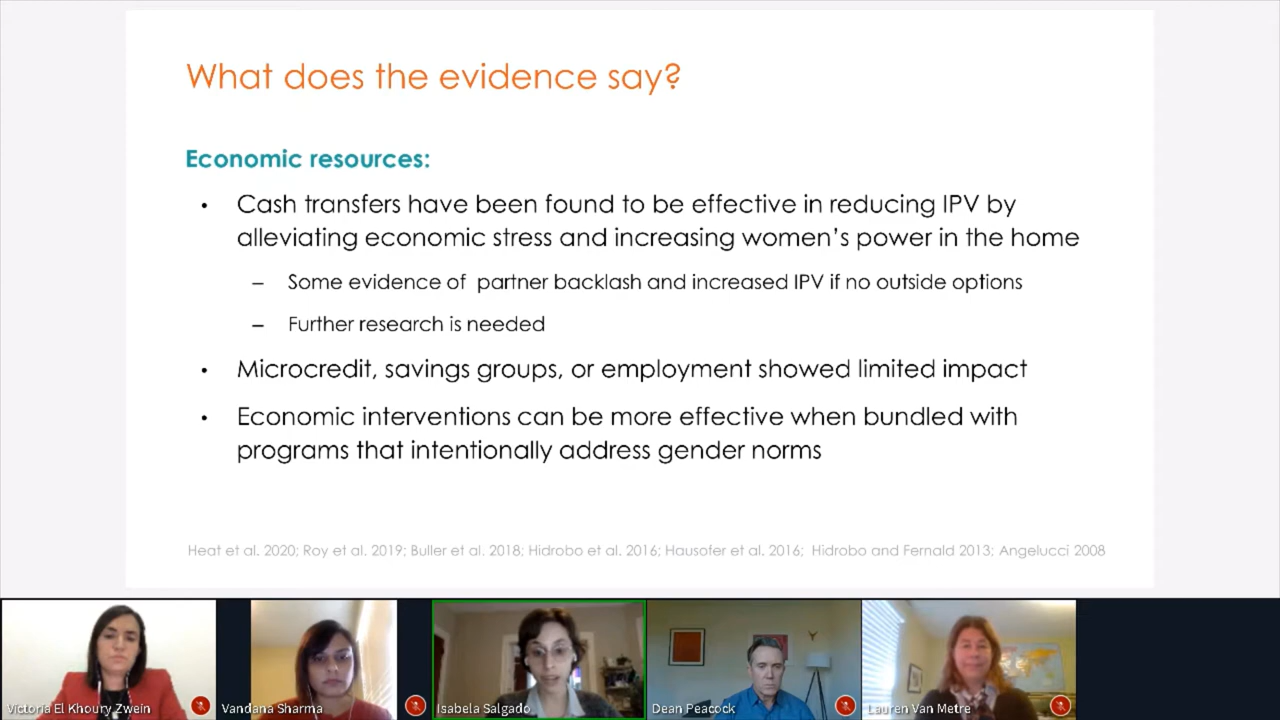 What does the evidence say?
Economic resources:
• Cash transfers have been found to be effective in reducing IPV by
alleviating economic stress and increasing women's power in the home
– Some evidence of partner backlash and increased IPV if no outside options
– Further research is needed
• Microcredit, savings groups, or employment showed limited impact
• Economic interventions can be more effective when bundled with
programs that intentionally address gender norms
Heat et al. 2020; Roy et al. 2019; Buller et al. 2018; Hidrobo et al. 2016; Hausofer et al. 2016; Hidrobo and Fernald 2013; Angelucci 2008
Victoria El Khoury Zwein
Vandana Sharma
Isabela Salgado
Dean Peacock
Lauren Van Metre